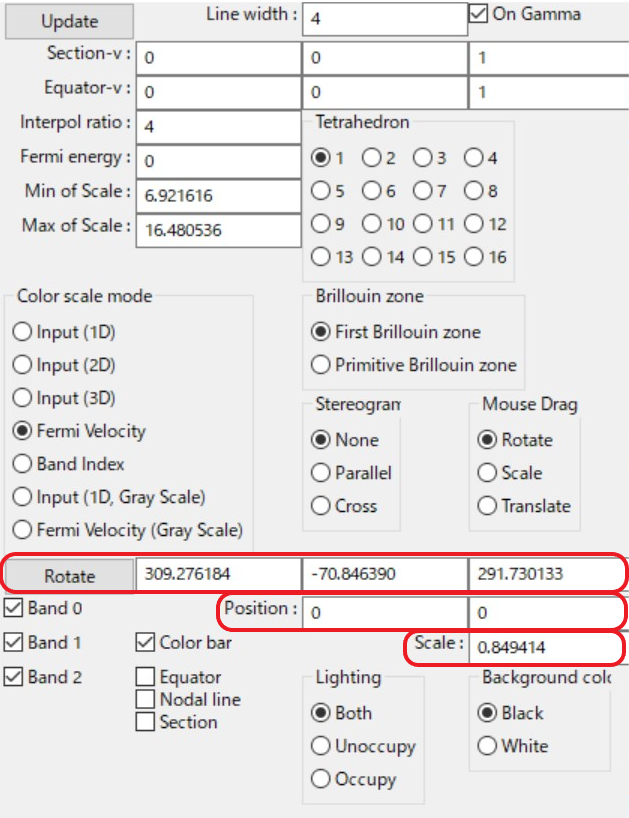 Update
Line width :
4
On Gamma
Section-v :
0
0
1
Equator-v :
0
0
1
Interpol ratio :
4
Fermi energy :
0
Min of Scale :
6.921616
Max of Scale :
16.480536
Tetrahedron
1 2 3 4
5 6 7 8
9 10 11 12
13 14 15 16
Color scale mode
Input (1D)
Input (2D)
Input (3D)
Fermi Velocity
Band Index
Input (1D, Gray Scale)
Fermi Velocity (Gray Scale)
Brillouin zone
First Brillouin zone
Primitive Brillouin zone
Stereogram
None
Parallel
Cross
Mouse Drag
Rotate
Scale
Translate
Rotate
309.276184
-70.846390
291.730133
Band 0
Position :
0
0
Band 1
Color bar
Scale :
0.849414
Band 2
Equator
Nodal line
Section
Lighting
Both
Unoccupy
Occupy
Background colo
Black
White